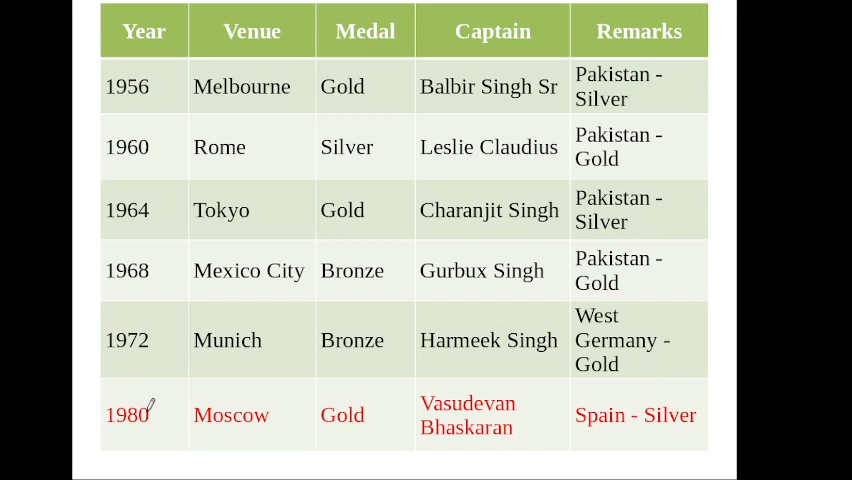 Year Venue Medal Captain Remarks
1956 Melbourne Gold Balbir Singh Sr Pakistan -
Silver
1960 Rome Silver Leslie Claudius Pakistan -
Gold
1964 Tokyo Gold Charanjit Singh Pakistan -
Silver
1968 Mexico City Bronze Gurbux Singh Pakistan -
Gold
1972 Munich Bronze Harmeek Singh West
Germany -
Gold
1980 Moscow Gold Vasudevan
Bhaskaran Spain - Silver